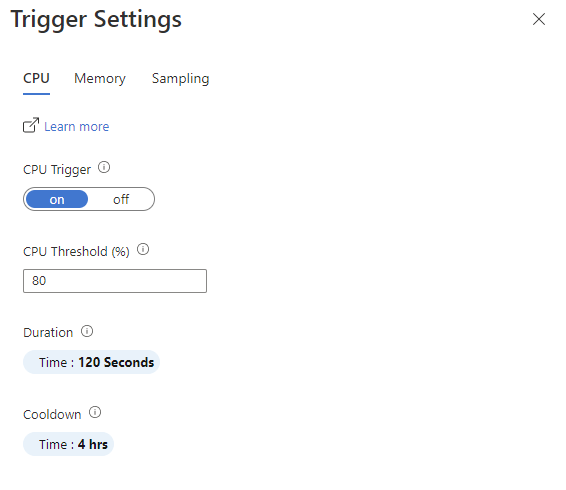 Trigger Settings
CPU Memory Sampling
Learn more
CPU Trigger
on off
CPU Threshold (%)
80
Duration
Time : 120 Seconds
Cooldown
Time : 4 hrs